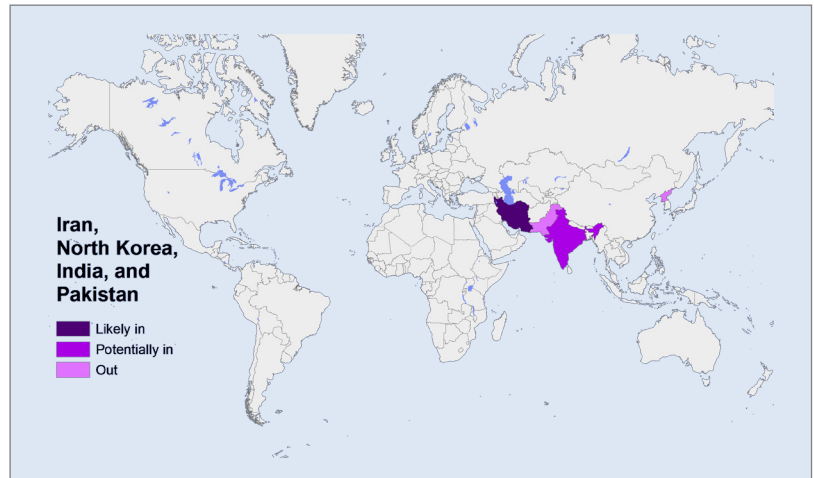 Iran,
North Korea,
India, and
Pakistan
Likely in
Potentially in
Out